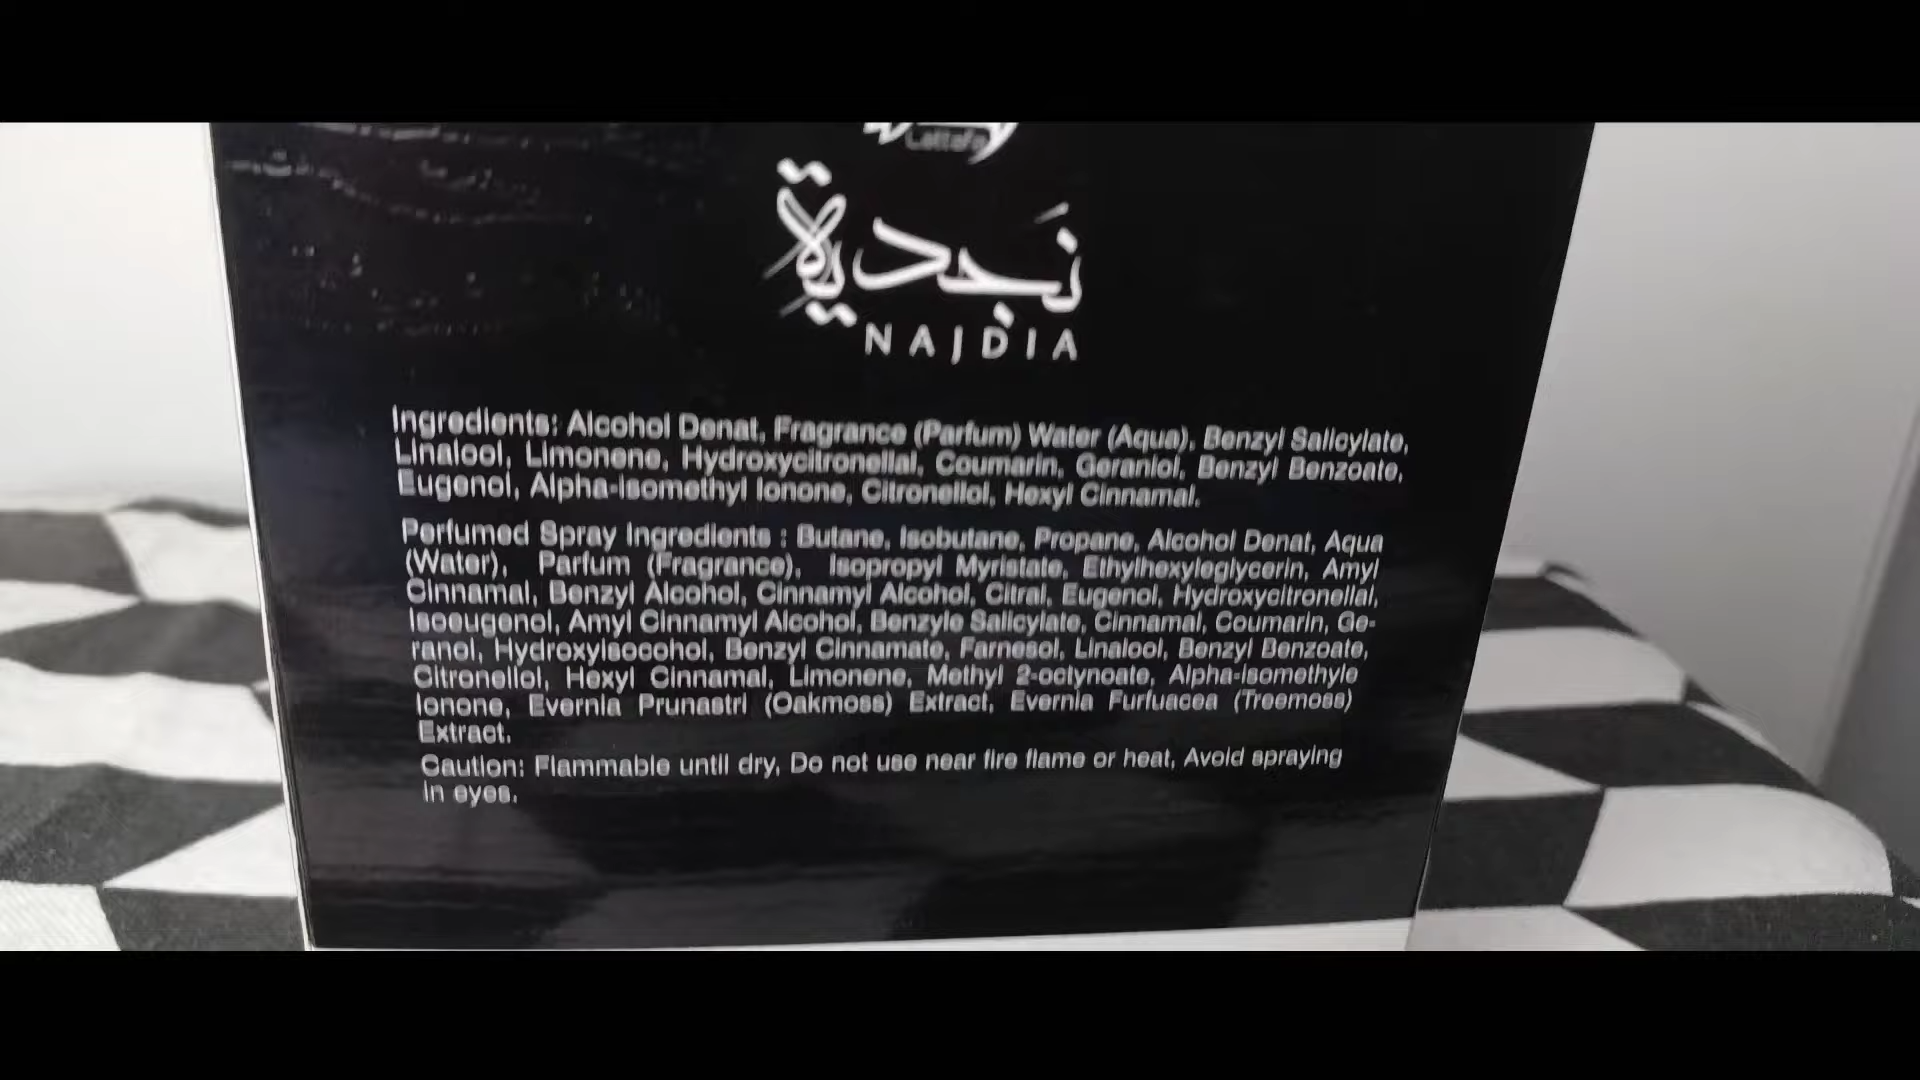 Lattafa
نجدية
NAJDIA
Ingredients: Alcohol Denat, Fragrance (Parfum) Water (Aqua), Benzyl Salicylate,
Linalool, Limonene, Hydroxycitronellal, Coumarin, Geraniol, Benzyl Benzoate,
Eugenol, Alpha-isomethyl Ionone, Citronellol, Hexyl Cinnamal.
Perfumed Spray Ingredients : Butane, Isobutane, Propane, Alcohol Denat, Aqua
(Water), Parfum (Fragrance), Isopropyl Myristate, Ethylhexyleglycerin, Amyl
Cinnamal, Benzyl Alcohol, Cinnamyl Alcohol, Citral, Eugenol, Hydroxycitronellal,
Isoeugenol, Amyl Cinnamyl Alcohol, Benzyle Salicylate, Cinnamal, Coumarin, Ge-
ranol, Hydroxyisocohol, Benzyl Cinnamate, Farnesol, Linalool, Benzyl Benzoate,
Citronellol, Hexyl Cinnamal, Limonene, Methyl 2-octynoate, Alpha-Isomethyle
Ionone, Evernia Prunastri (Oakmoss) Extract, Evernia Furfuacea (Treemoss)
Extract.
Caution: Flammable until dry, Do not use near fire flame or heat, Avoid spraying
in eyes.